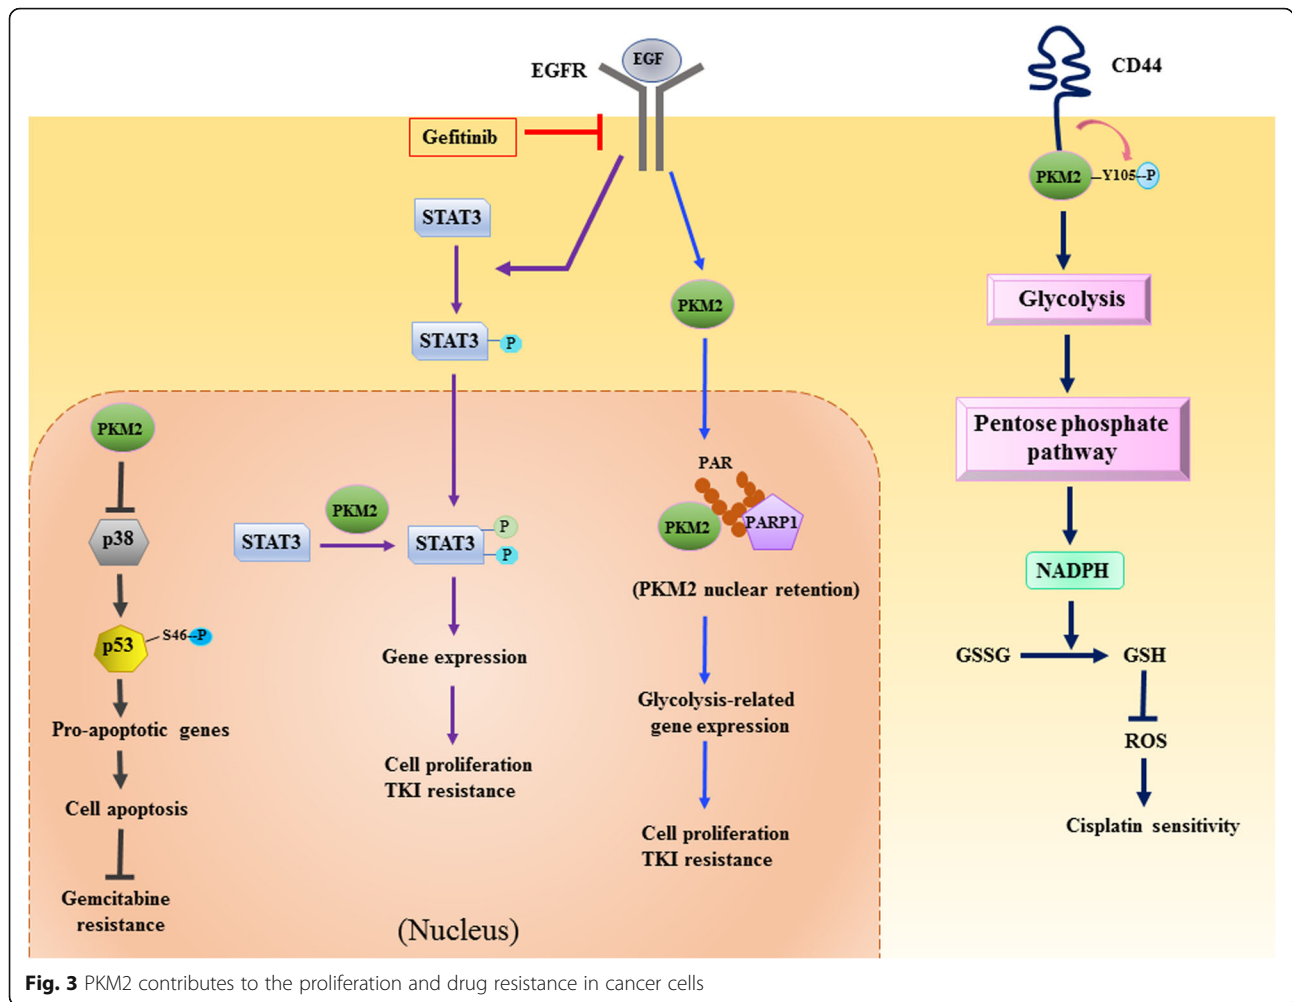 EGF
EGFR
CD44
Gefitinib
PKM2
Y105
P
STAT3
STAT3
P
PKM2
Glycolysis
Pentose phosphate
pathway
NADPH
GSSG
GSH
ROS
Cisplatin sensitivity
PKM2
p38
p53
S46
P
Pro-apoptotic genes
Cell apoptosis
Gemcitabine
resistance
STAT3
PKM2
STAT3
P
P
Gene expression
Cell proliferation
TKI resistance
PAR
PKM2
PARP1
(PKM2 nuclear retention)
Glycolysis-related
gene expression
Cell proliferation
TKI resistance
(Nucleus)
Fig. 3 PKM2 contributes to the proliferation and drug resistance in cancer cells